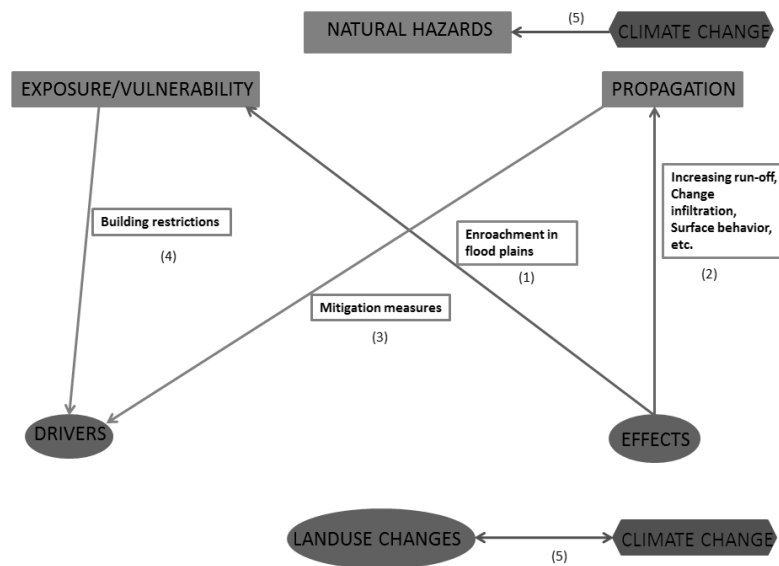 NATURAL HAZARDS
(5)
CLIMATE CHANGE
EXPOSURE/VULNERABILITY
PROPAGATION
Increasing run-off,
Change
infiltration,
Surface behavior,
etc.
(2)
Building restrictions
(4)
Enroachment in
flood plains
(1)
Mitigation measures
(3)
DRIVERS
EFFECTS
LANDUSE CHANGES
(5)
CLIMATE CHANGE